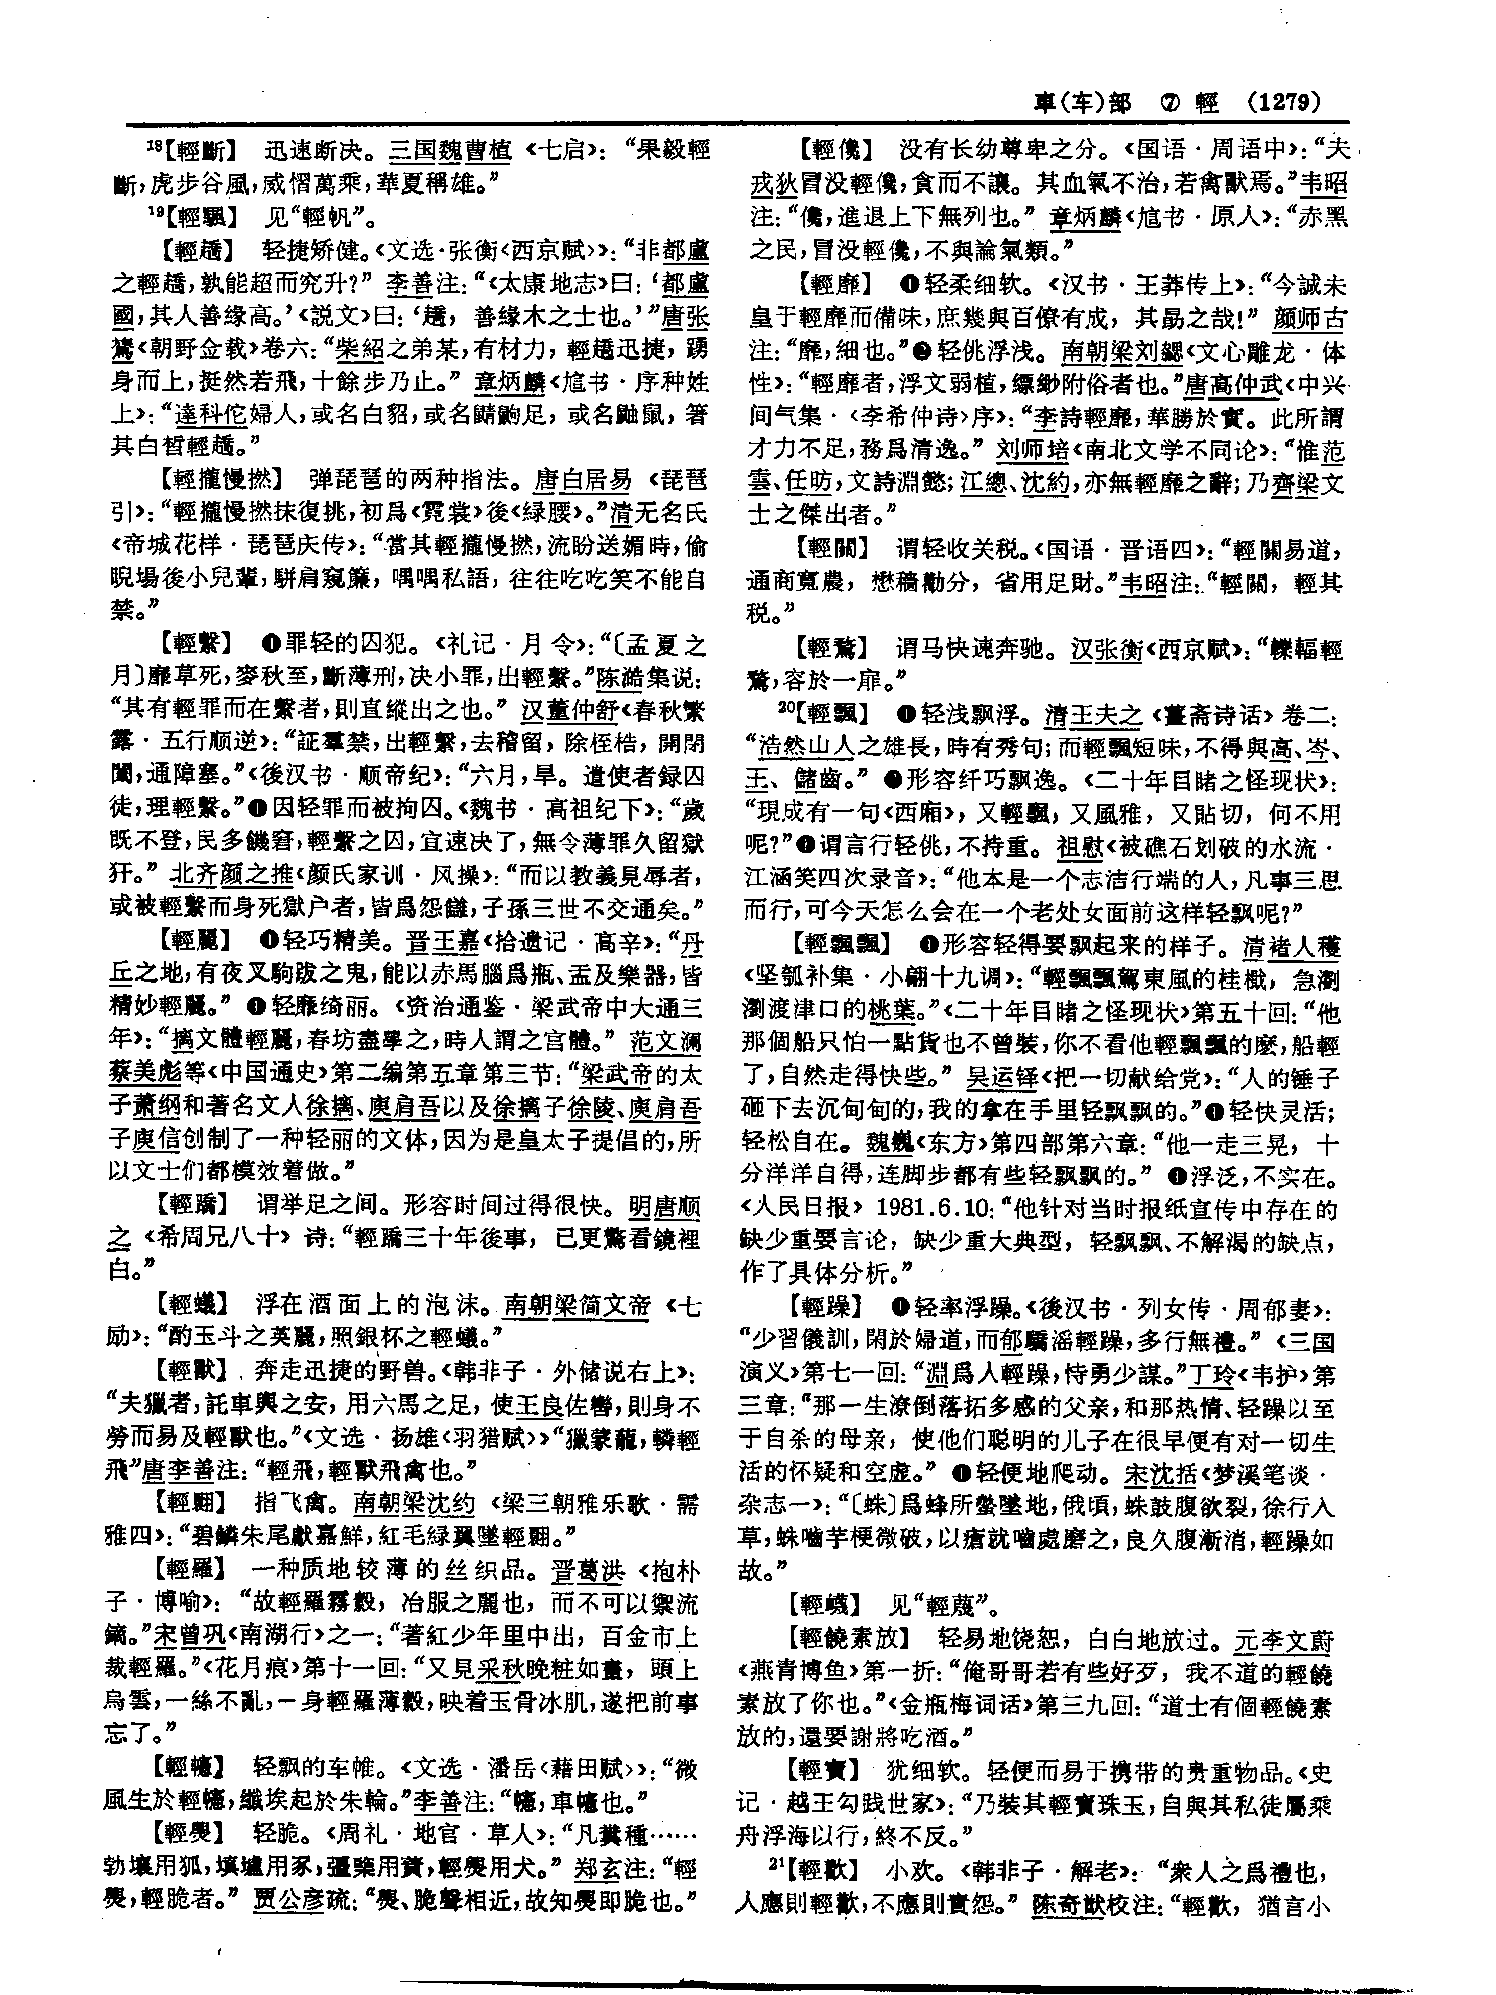 車(车)部 ⑦ 輕 (1279)
¹⁸【輕斷】 迅速断决。三国魏曹植《七启》：“果毅輕
斷，虎步谷風，威慴萬乘，華夏稱雄。”
¹⁹【輕颿】 见“輕帆”。
【輕趫】 轻捷矫健。《文选·张衡〈西京赋〉》：“非都盧
之輕趫，孰能超而究升？” 李善注：“《太康地志》曰：‘都盧
國，其人善缘高。’《説文》曰：‘趫，善缘木之士也。’”唐张
鷟《朝野佥载》卷六：“柴紹之弟某，有材力，輕趫迅捷，踴
身而上，挺然若飛，十餘步乃止。” 章炳麟《訄书·序种姓
上》：“達科佗婦人，或名白貂，或名鶄鶂足，或名鼬鼠，箸
其白皙輕趫。”
【輕攏慢撚】 弹琵琶的两种指法。唐白居易《琵琶
引》：“輕攏慢撚抹復挑，初爲《霓裳》後《緑腰》。”清无名氏
《帝城花样·琵琶庆传》：“當其輕攏慢撚，流盼送媚時，偷
睨場後小兒輩，駢肩窺簾，喁喁私語，往往吃吃笑不能自
禁。”
【輕繫】 ❶罪轻的囚犯。《礼记·月令》：“〔孟夏之
月〕靡草死，麥秋至，斷薄刑，决小罪，出輕繫。”陈澔集说：
“其有輕罪而在繫者，則直縱出之也。” 汉董仲舒《春秋繁
露·五行顺逆》：“証羣禁，出輕繫，去稽留，除桎梏，開閉
闔，通障塞。”《後汉书·顺帝纪》：“六月，旱。遣使者録囚
徒，理輕繫。”❷因轻罪而被拘囚。《魏书·高祖纪下》：“歲
既不登，民多饑窘，輕繫之囚，宜速决了，無令薄罪久留獄
犴。” 北齐颜之推《颜氏家训·风操》：“而以教義見辱者，
或被輕繫而身死獄户者，皆爲怨讎，子孫三世不交通矣。”
【輕麗】 ❶轻巧精美。晋王嘉《拾遗记·高辛》：“丹
丘之地，有夜叉駒跋之鬼，能以赤馬腦爲瓶、盂及樂器，皆
精妙輕麗。” ❷轻靡绮丽。《资治通鉴·梁武帝中大通三
年》：“摛文體輕麗，春坊盡學之，時人謂之宫體。” 范文澜
蔡美彪等《中国通史》第二编第五章第三节：“梁武帝的太
子萧纲和著名文人徐摛、庾肩吾以及徐摛子徐陵、庾肩吾
子庾信创制了一种轻丽的文体，因为是皇太子提倡的，所
以文士们都模效着做。”
【輕蹻】 谓举足之间。形容时间过得很快。明唐顺
之《希周兄八十》诗：“輕蹻三十年後事，已更驚看鏡裡
白。”
【輕蟻】 浮在酒面上的泡沫。南朝梁简文帝《七
励》：“酌玉斗之英麗，照銀杯之輕蟻。”
【輕獸】 奔走迅捷的野兽。《韩非子·外储说右上》：
“夫獵者，託車輿之安，用六馬之足，使王良佐轡，則身不
勞而易及輕獸也。”《文选·扬雄〈羽猎赋〉》“獵蒙蘢，轔輕
飛”唐李善注：“輕飛，輕獸飛禽也。”
【輕翾】 指飞禽。南朝梁沈约《梁三朝雅乐歌·需
雅四》：“碧鱗朱尾獻嘉鮮，紅毛緑翼墜輕翾。”
【輕羅】 一种质地较薄的丝织品。晋葛洪《抱朴
子·博喻》：“故輕羅霧縠，冶服之麗也，而不可以禦流
鏑。”宋曾巩《南湖行》之一：“著紅少年里中出，百金市上
裁輕羅。”《花月痕》第十一回：“又見采秋晚粧如畫，頭上
烏雲，一絲不亂，一身輕羅薄縠，映着玉骨冰肌，遂把前事
忘了。”
【輕幰】 轻飘的车帷。《文选·潘岳〈藉田赋〉》：“微
風生於輕幰，纖埃起於朱輪。”李善注：“幰，車幰也。”
【輕㯺】 轻脆。《周礼·地官·草人》：“凡糞種……
勃壤用狐，埴壚用豕，彊㯺用蕡，輕㯺用犬。” 郑玄注：“輕
㯺，輕脆者。” 贾公彦疏：“㯺、脆聲相近，故知㯺即脆也。”
【輕儳】 没有长幼尊卑之分。《国语·周语中》：“夫
戎狄冒没輕儳，貪而不讓。其血氣不治，若禽獸焉。”韦昭
注：“儳，進退上下無列也。” 章炳麟《訄书·原人》：“赤黑
之民，冒没輕儳，不與論氣類。”
【輕靡】 ❶轻柔细软。《汉书·王莽传上》：“今誠未
皇于輕靡而備味，庶幾與百僚有成，其勗之哉！” 颜师古
注：“靡，細也。”❷轻佻浮浅。南朝梁刘勰《文心雕龙·体
性》：“輕靡者，浮文弱植，缥缈附俗者也。”唐高仲武《中兴
间气集·〈李希仲诗〉序》：“李詩輕靡，華勝於實。此所謂
才力不足，務爲清逸。” 刘师培《南北文学不同论》：“惟范
雲、任昉，文詩淵懿；江總、沈約，亦無輕靡之辭；乃齊梁文
士之傑出者。”
【輕關】 谓轻收关税。《国语·晋语四》：“輕關易道，
通商寬農，懋穡勸分，省用足財。”韦昭注：“輕關，輕其
税。”
【輕騖】 谓马快速奔驰。汉张衡《西京赋》：“轢輻輕
騖，容於一扉。”
²⁰【輕飄】 ❶轻浅飘浮。清王夫之《薑斋诗话》卷二：
“浩然山人之雄長，時有秀句；而輕飄短味，不得與高、岑、
王、儲齒。” ❷形容纤巧飘逸。《二十年目睹之怪现状》：
“現成有一句《西廂》，又輕飄，又風雅，又貼切，何不用
呢？”❸谓言行轻佻，不持重。祖慰《被礁石划破的水流·
江涵笑四次录音》：“他本是一个志洁行端的人，凡事三思
而行，可今天怎么会在一个老处女面前这样轻飘呢？”
【輕飄飄】 ❶形容轻得要飘起来的样子。清褚人穫
《坚瓠补集·小翩十九调》：“輕飄飄駕東風的桂檝，急瀏
瀏渡津口的桃葉。”《二十年目睹之怪现状》第五十回：“他
那個船只怕一點貨也不曾裝，你不看他輕飄飄的麽，船輕
了，自然走得快些。” 吴运铎《把一切献给党》：“人的锤子
砸下去沉甸甸的，我的拿在手里轻飘飘的。”❷轻快灵活；
轻松自在。魏巍《东方》第四部第六章：“他一走三晃，十
分洋洋自得，连脚步都有些轻飘飘的。” ❸浮泛，不实在。
《人民日报》1981.6.10：“他针对当时报纸宣传中存在的
缺少重要言论，缺少重大典型，轻飘飘、不解渴的缺点，
作了具体分析。”
【輕躁】 ❶轻率浮躁。《後汉书·列女传·周郁妻》：
“少習儀訓，閑於婦道，而郁驕淫輕躁，多行無禮。”《三国
演义》第七一回：“淵爲人輕躁，恃勇少謀。”丁玲《韦护》第
三章：“那一生潦倒落拓多感的父亲，和那热情、轻躁以至
于自杀的母亲，使他们聪明的儿子在很早便有对一切生
活的怀疑和空虚。” ❷轻便地爬动。宋沈括《梦溪笔谈·
杂志一》：“〔蛛〕爲蜂所螫墜地，俄頃，蛛鼓腹欲裂，徐行入
草，蛛嚙芋梗微破，以瘡就嚙處磨之，良久腹漸消，輕躁如
故。”
【輕㠢】 见“輕蔑”。
【輕饒素放】 轻易地饶恕，白白地放过。元李文蔚
《燕青博鱼》第一折：“俺哥哥若有些好歹，我不道的輕饒
素放了你也。”《金瓶梅词话》第三九回：“道士有個輕饒素
放的，還要謝將吃酒。”
【輕寶】 犹细软。轻便而易于携带的贵重物品。《史
记·越王勾践世家》：“乃裝其輕寶珠玉，自與其私徒屬乘
舟浮海以行，終不反。”
²¹【輕歡】 小欢。《韩非子·解老》：“衆人之爲禮也，
人應則輕歡，不應則責怨。” 陈奇猷校注：“輕歡，猶言小